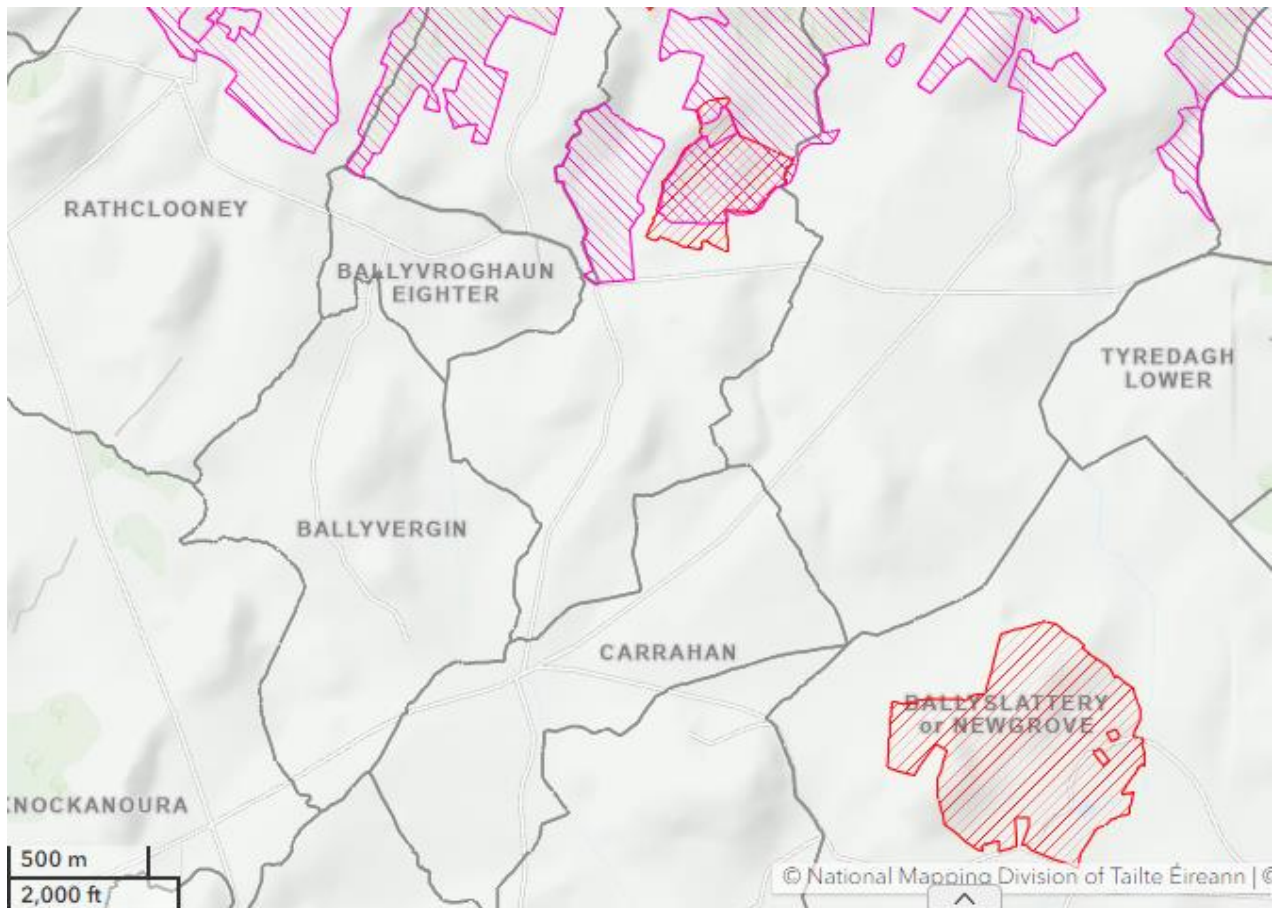 RATHCLOONEY
BALLYVROGHAUN
EIGHTER
TYREDAGH
LOWER
BALLYVERGIN
CARRAHAN
BALLYSLATTERY
or NEWGROVE
KNOCKANOURA
500 m
2,000 ft
© National Mapping Division of Tailte Éireann | ©